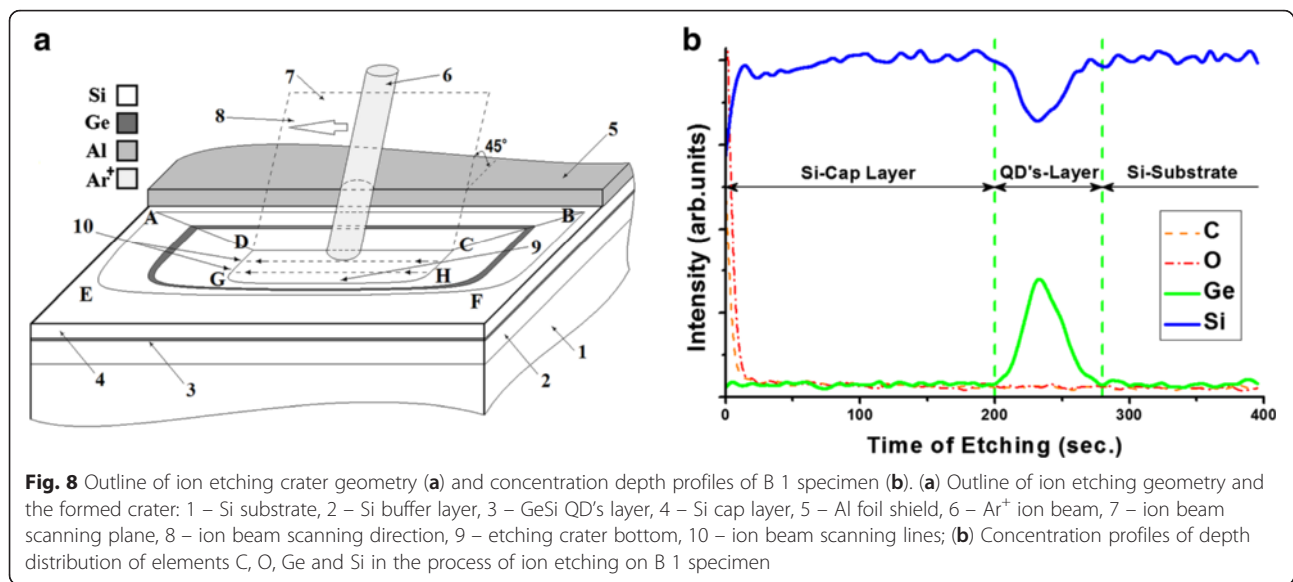 a
Si
Ge
Al
Ar+
7
6
8
5
45°
A
B
10
D
C
9
G
H
E
F
4
3
2
1
b
Intensity (arb.units)
Si-Cap Layer
QD's-Layer
Si-Substrate
C
O
Ge
Si
0
100
200
300
400
Time of Etching (sec.)
Fig. 8 Outline of ion etching crater geometry (a) and concentration depth profiles of B 1 specimen (b). (a) Outline of ion etching geometry and
the formed crater: 1 – Si substrate, 2 – Si buffer layer, 3 – GeSi QD's layer, 4 – Si cap layer, 5 – Al foil shield, 6 – Ar+ ion beam, 7 – ion beam
scanning plane, 8 – ion beam scanning direction, 9 – etching crater bottom, 10 – ion beam scanning lines; (b) Concentration profiles of depth
distribution of elements C, O, Ge and Si in the process of ion etching on B 1 specimen